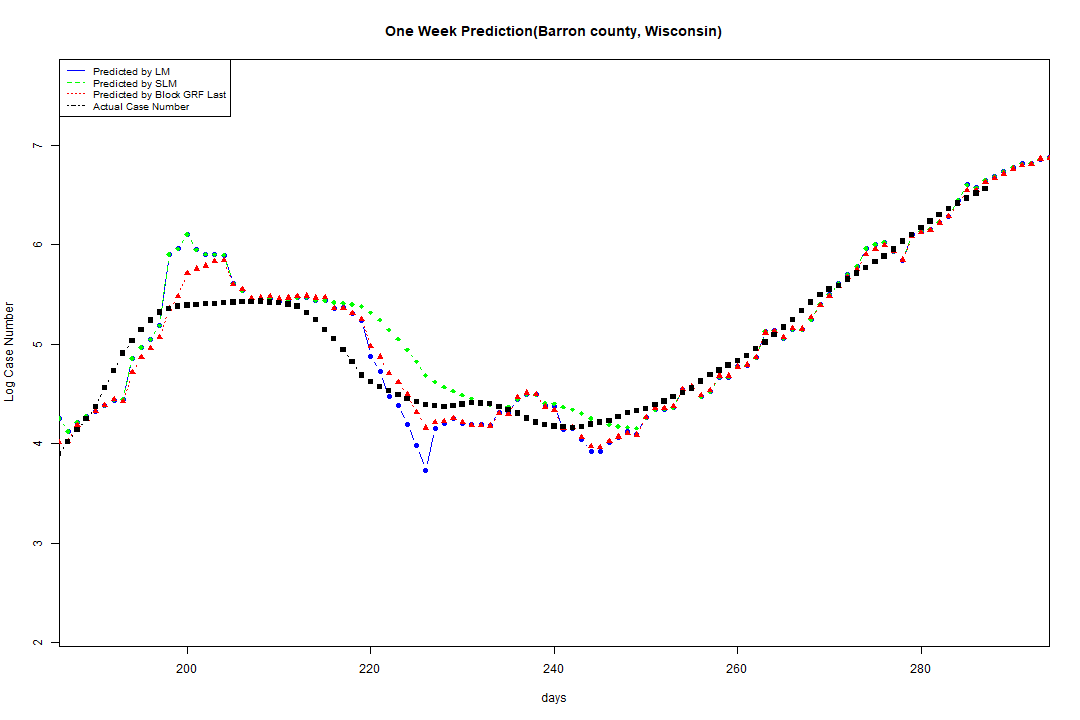 One Week Prediction(Barron county, Wisconsin)
Predicted by LM
Predicted by SLM
Predicted by Block GRF Last
Actual Case Number
7
6
5
4
3
2
Log Case Number
200 220 240 260 280
days